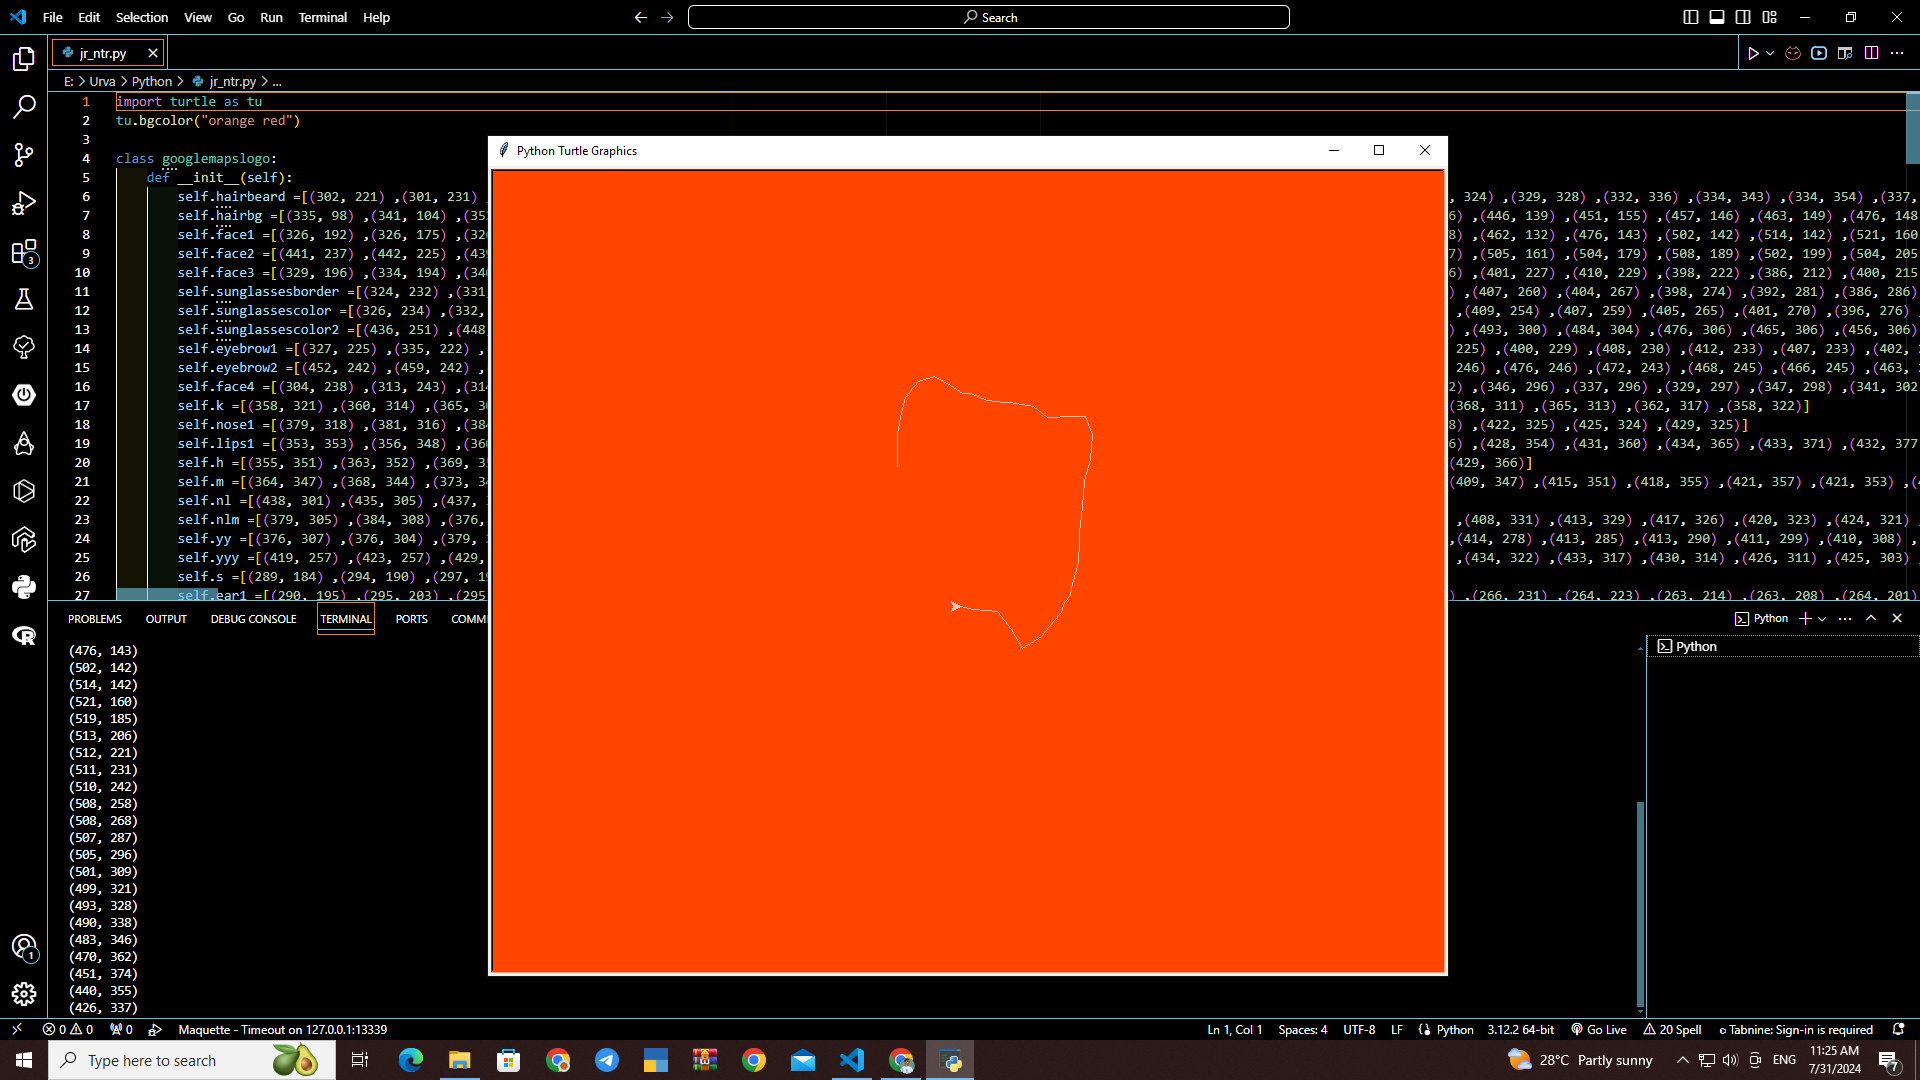 File Edit Selection View Go Run Terminal Help
Search
jr_ntr.py
E: > Urva > Python > jr_ntr.py > ...
1 import turtle as tu
2 tu.bgcolor("orange red")
3
4 class googlemapslogo:
5 def __init__(self):
6 self.hairbeard =[(302, 221) ,(301, 231) , 324) ,(329, 328) ,(332, 336) ,(334, 343) ,(334, 354) ,(337,
7 self.hairbg =[(335, 98) ,(341, 104) ,(35 ) ,(446, 139) ,(451, 155) ,(457, 146) ,(463, 149) ,(476, 148
8 self.face1 =[(326, 192) ,(326, 175) ,(32 ) ,(462, 132) ,(476, 143) ,(502, 142) ,(514, 142) ,(521, 160
9 self.face2 =[(441, 237) ,(442, 225) ,(43 ) ,(505, 161) ,(504, 179) ,(508, 189) ,(502, 199) ,(504, 205
10 self.face3 =[(329, 196) ,(334, 194) ,(34 ) ,(401, 227) ,(410, 229) ,(398, 222) ,(386, 212) ,(400, 215
11 self.sunglassesborder =[(324, 232) ,(331 ) ,(407, 260) ,(404, 267) ,(398, 274) ,(392, 281) ,(386, 286)
12 self.sunglassescolor =[(326, 234) ,(332, ,(409, 254) ,(407, 259) ,(405, 265) ,(401, 270) ,(396, 276)
13 self.sunglassescolor2 =[(436, 251) ,(448 ) ,(493, 300) ,(484, 304) ,(476, 306) ,(465, 306) ,(456, 306)
14 self.eyebrow1 =[(327, 225) ,(335, 222) , 225) ,(400, 229) ,(408, 230) ,(412, 233) ,(407, 233) ,(402,
15 self.eyebrow2 =[(452, 242) ,(459, 242) , 246) ,(476, 246) ,(472, 243) ,(468, 245) ,(466, 245) ,(463,
16 self.face4 =[(304, 238) ,(313, 243) ,(314 ) ,(346, 296) ,(337, 296) ,(329, 297) ,(347, 298) ,(341, 302
17 self.k =[(358, 321) ,(360, 314) ,(365, (368, 311) ,(365, 313) ,(362, 317) ,(358, 322)]
18 self.nose1 =[(379, 318) ,(381, 316) ,(38 ) ,(422, 325) ,(425, 324) ,(429, 325)]
19 self.lips1 =[(353, 353) ,(356, 348) ,(36 ) ,(428, 354) ,(431, 360) ,(434, 365) ,(433, 371) ,(432, 377
20 self.h =[(355, 351) ,(363, 352) ,(369, (429, 366)]
21 self.m =[(364, 347) ,(368, 344) ,(373, (409, 347) ,(415, 351) ,(418, 355) ,(421, 357) ,(421, 353) ,
22 self.nl =[(438, 301) ,(435, 305) ,(437,
23 self.nlm =[(379, 305) ,(384, 308) ,(376, ,(408, 331) ,(413, 329) ,(417, 326) ,(420, 323) ,(424, 321)
24 self.yy =[(376, 307) ,(376, 304) ,(379, ,(414, 278) ,(413, 285) ,(413, 290) ,(411, 299) ,(410, 308) ,
25 self.yyy =[(419, 257) ,(423, 257) ,(429, ,(434, 322) ,(433, 317) ,(430, 314) ,(426, 311) ,(425, 303)
26 self.s =[(289, 184) ,(294, 190) ,(297,
27 self.ear1 =[(290, 195) ,(295, 203) ,(295 ) ,(266, 231) ,(264, 223) ,(263, 214) ,(263, 208) ,(264, 201)
Python Turtle Graphics
PROBLEMS OUTPUT DEBUG CONSOLE TERMINAL PORTS COMM
Python
Python
(476, 143)
(502, 142)
(514, 142)
(521, 160)
(519, 185)
(513, 206)
(512, 221)
(511, 231)
(510, 242)
(508, 258)
(508, 268)
(507, 287)
(505, 296)
(501, 309)
(499, 321)
(493, 328)
(490, 338)
(483, 346)
(470, 362)
(451, 374)
(440, 355)
(426, 337)
0 0 0 Maquette - Timeout on 127.0.0.1:13339 Ln 1, Col 1 Spaces: 4 UTF-8 LF Python 3.12.2 64-bit Go Live 20 Spell Tabnine: Sign-in is required
Type here to search
28°C Partly sunny ENG 11:25 AM
7/31/2024
7
3
1